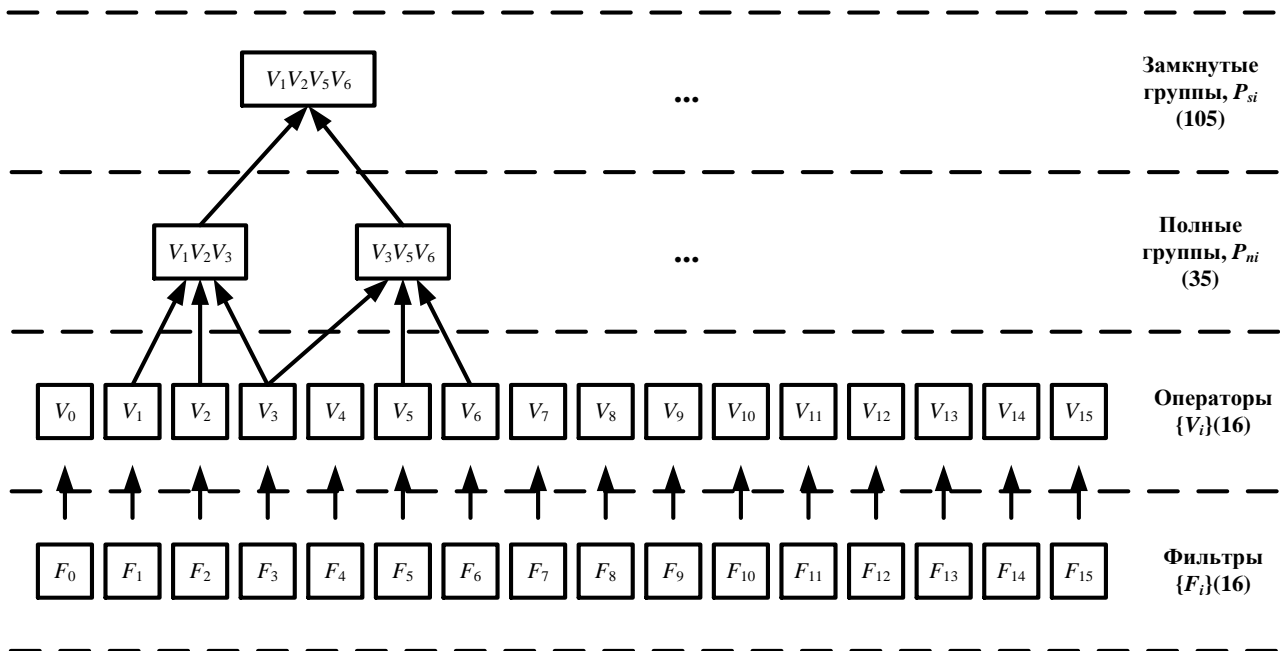 V₁V₂V₅V₆
...
Замкнутые
группы, Pₛᵢ
(105)
V₁V₂V₃
V₃V₅V₆
...
Полные
группы, Pₙᵢ
(35)
V₀ V₁ V₂ V₃ V₄ V₅ V₆ V₇ V₈ V₉ V₁₀ V₁₁ V₁₂ V₁₃ V₁₄ V₁₅
Операторы
{Vᵢ}(16)
F₀ F₁ F₂ F₃ F₄ F₅ F₆ F₇ F₈ F₉ F₁₀ F₁₁ F₁₂ F₁₃ F₁₄ F₁₅
Фильтры
{Fᵢ}(16)